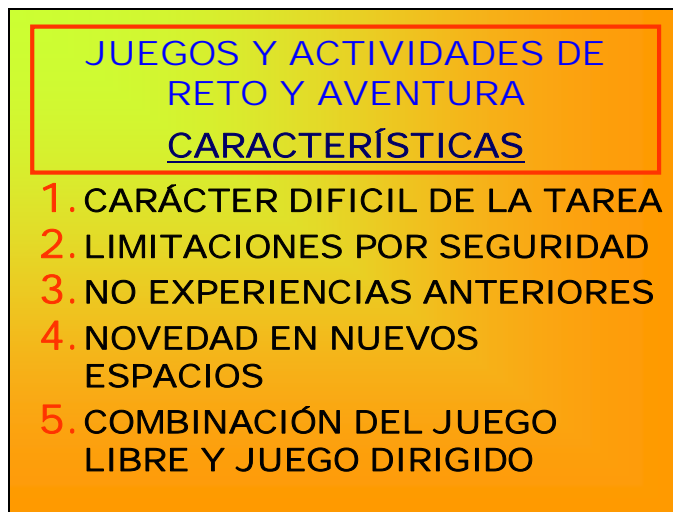 JUEGOS Y ACTIVIDADES DE
RETO Y AVENTURA
CARACTERÍSTICAS
1. CARÁCTER DIFICIL DE LA TAREA
2. LIMITACIONES POR SEGURIDAD
3. NO EXPERIENCIAS ANTERIORES
4. NOVEDAD EN NUEVOS
ESPACIOS
5. COMBINACIÓN DEL JUEGO
LIBRE Y JUEGO DIRIGIDO